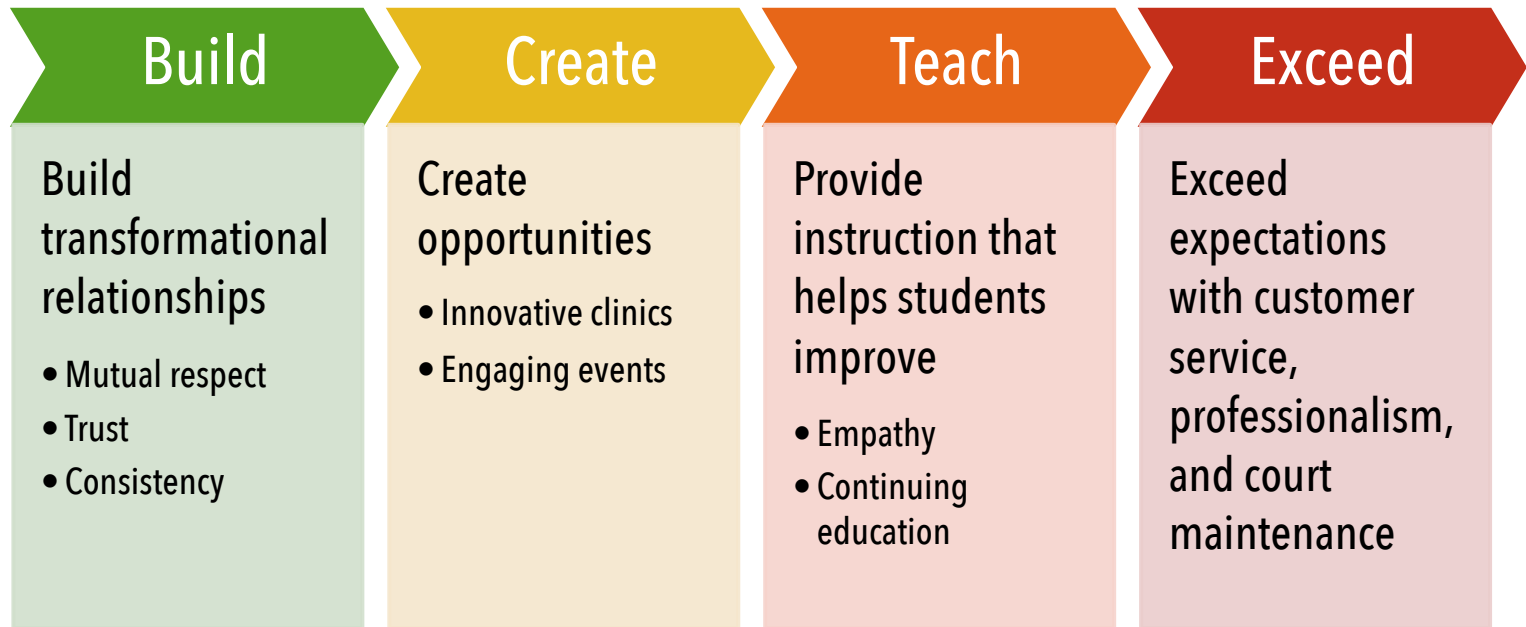 Build
Build
transformational
relationships
• Mutual respect
• Trust
• Consistency
Create
Create
opportunities
• Innovative clinics
• Engaging events
Teach
Provide
instruction that
helps students
improve
• Empathy
• Continuing
education
Exceed
Exceed
expectations
with customer
service,
professionalism,
and court
maintenance